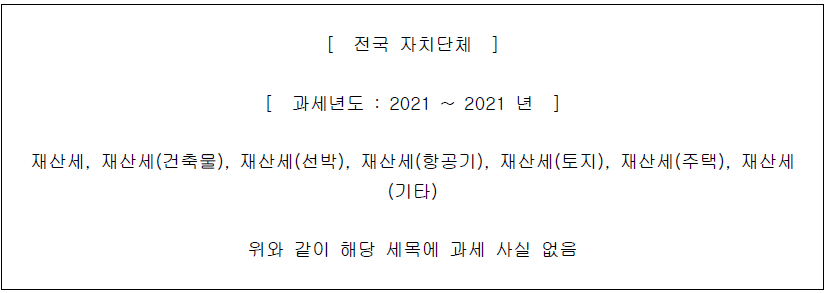 [ 전국 자치단체 ]
[ 과세년도 : 2021 ~ 2021 년 ]
재산세, 재산세(건축물), 재산세(선박), 재산세(항공기), 재산세(토지), 재산세(주택), 재산세
(기타)
위와 같이 해당 세목에 과세 사실 없음